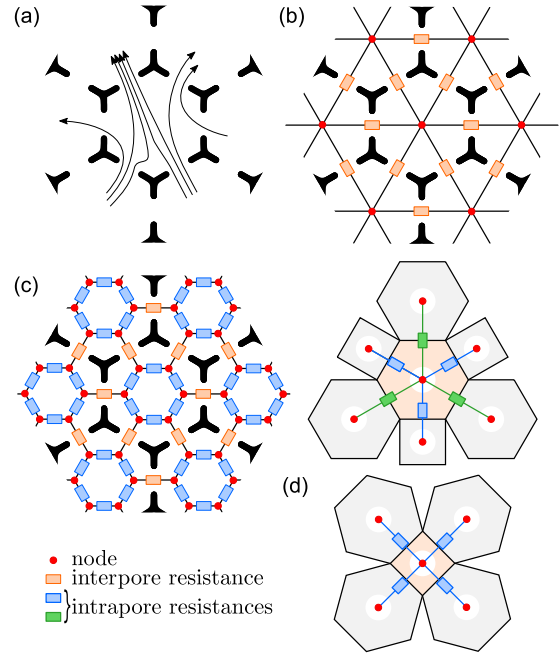 (a)
(b)
(c)
(d)
node
interpore resistance
intrapore resistances